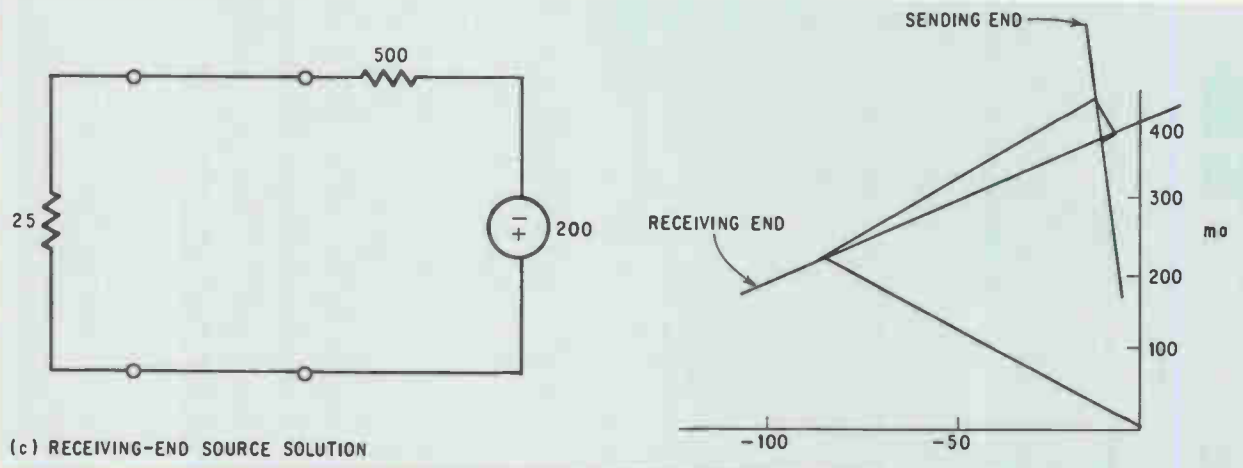 500
25
− +
200
(c) RECEIVING-END SOURCE SOLUTION
SENDING END
RECEIVING END
400
300
200
100
ma
-100
-50